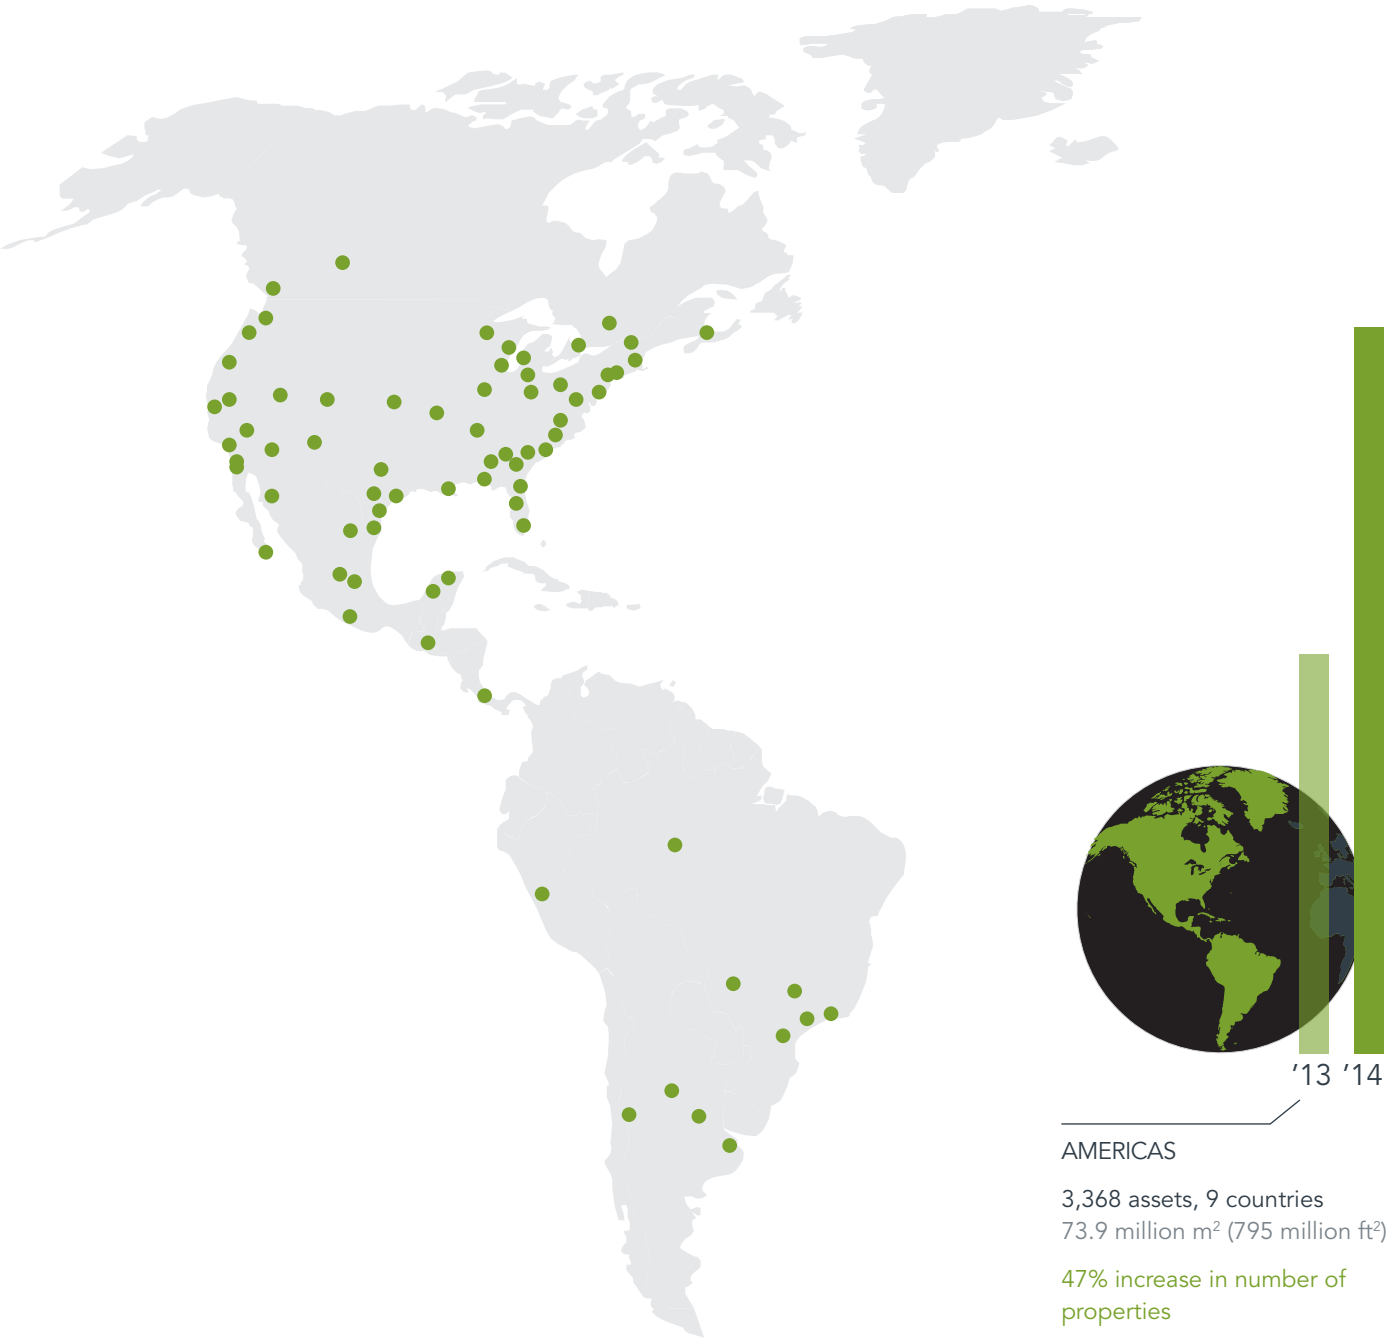 ’13 ’14
AMERICAS
3,368 assets, 9 countries
73.9 million m² (795 million ft²)
47% increase in number of
properties